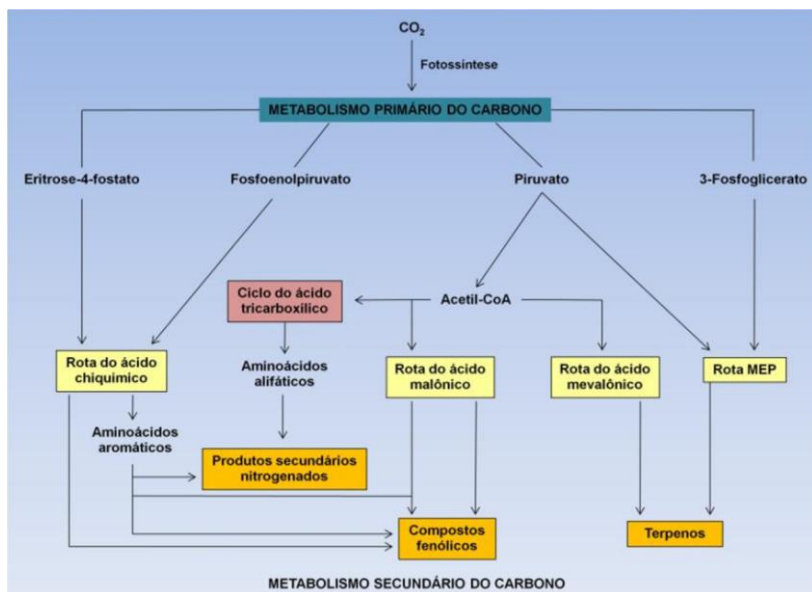 CO₂
Fotossíntese
METABOLISMO PRIMÁRIO DO CARBONO
Eritrose-4-fostato
Fosfoenolpiruvato
Piruvato
3-Fosfoglicerato
Ciclo do ácido
tricarboxílico
Acetil-CoA
Rota do ácido
chiquímico
Aminoácidos
alifáticos
Rota do ácido
malônico
Rota do ácido
mevalônico
Rota MEP
Aminoácidos
aromáticos
Produtos secundários
nitrogenados
Compostos
fenólicos
Terpenos
METABOLISMO SECUNDÁRIO DO CARBONO